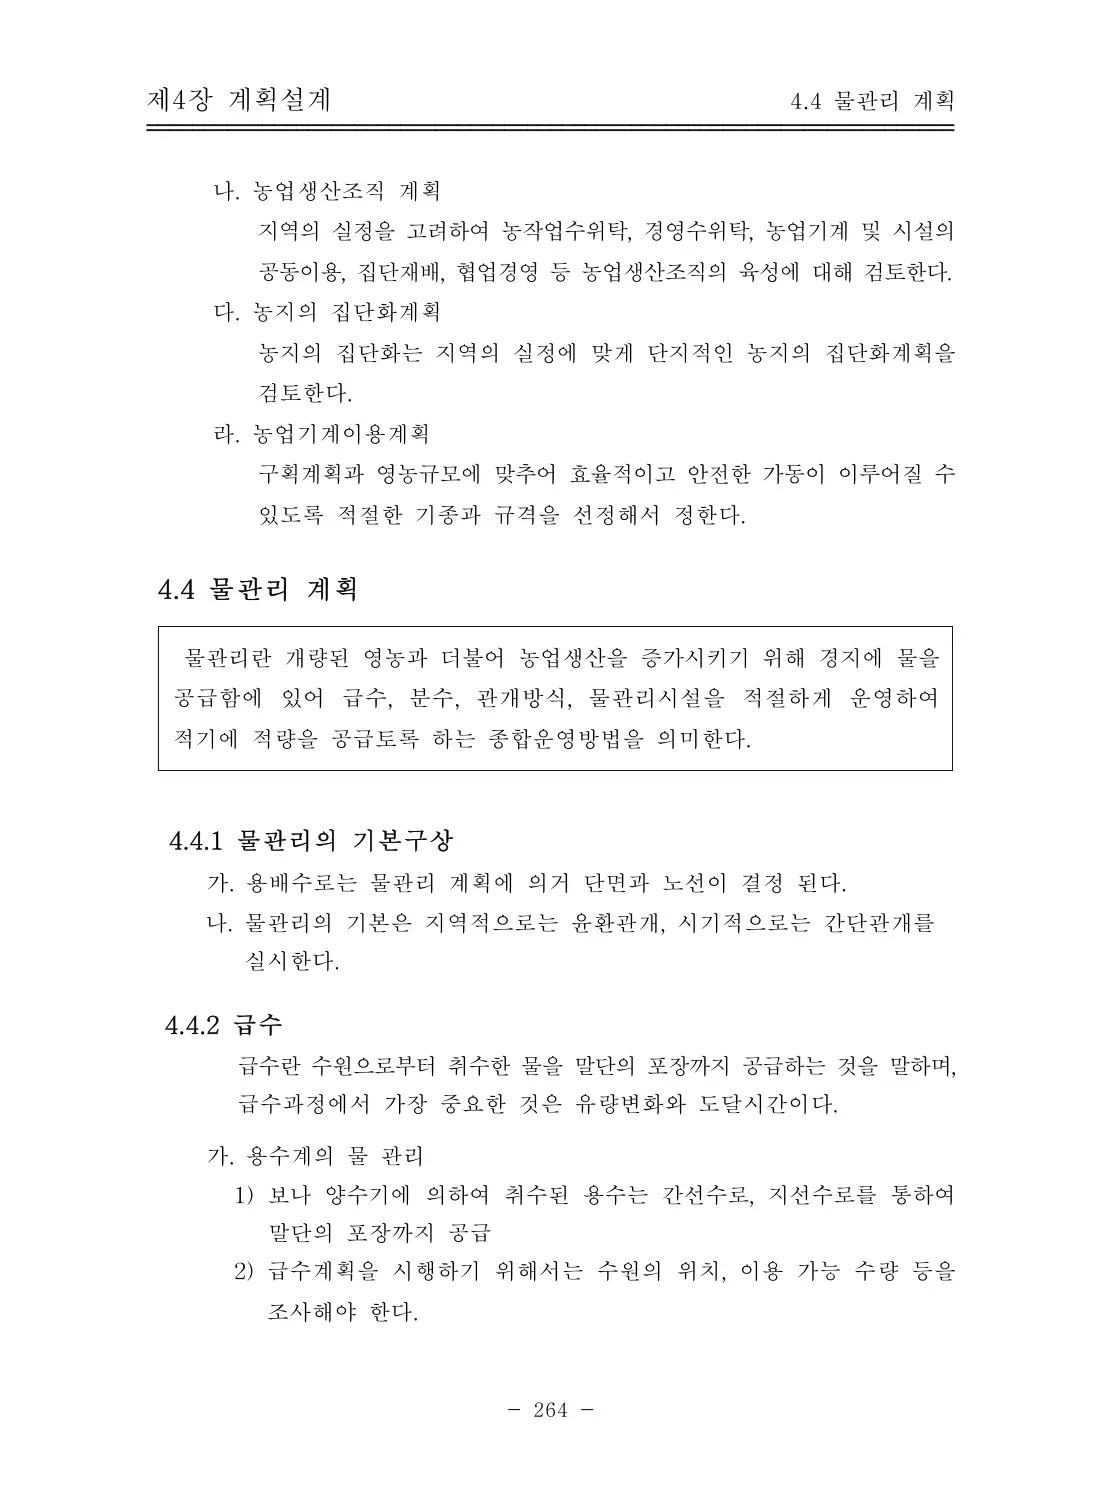 제4장 계획설계
4.4 물관리 계획
나. 농업생산조직 계획
지역의 실정을 고려하여 농작업수위탁, 경영수위탁, 농업기계 및 시설의
공동이용, 집단재배, 협업경영 등 농업생산조직의 육성에 대해 검토한다.
다. 농지의 집단화계획
농지의 집단화는 지역의 실정에 맞게 단지적인 농지의 집단화계획을
검토한다.
라. 농업기계이용계획
구획계획과 영농규모에 맞추어 효율적이고 안전한 가동이 이루어질 수
있도록 적절한 기종과 규격을 선정해서 정한다.
4.4 물관리 계획
물관리란 개량된 영농과 더불어 농업생산을 증가시키기 위해 경지에 물을
공급함에 있어 급수, 분수, 관개방식, 물관리시설을 적절하게 운영하여
적기에 적량을 공급토록 하는 종합운영방법을 의미한다.
4.4.1 물관리의 기본구상
가. 용배수로는 물관리 계획에 의거 단면과 노선이 결정 된다.
나. 물관리의 기본은 지역적으로는 윤환관개, 시기적으로는 간단관개를
실시한다.
4.4.2 급수
급수란 수원으로부터 취수한 물을 말단의 포장까지 공급하는 것을 말하며,
급수과정에서 가장 중요한 것은 유량변화와 도달시간이다.
가. 용수계의 물 관리
1) 보나 양수기에 의하여 취수된 용수는 간선수로, 지선수로를 통하여
말단의 포장까지 공급
2) 급수계획을 시행하기 위해서는 수원의 위치, 이용 가능 수량 등을
조사해야 한다.
- 264 -